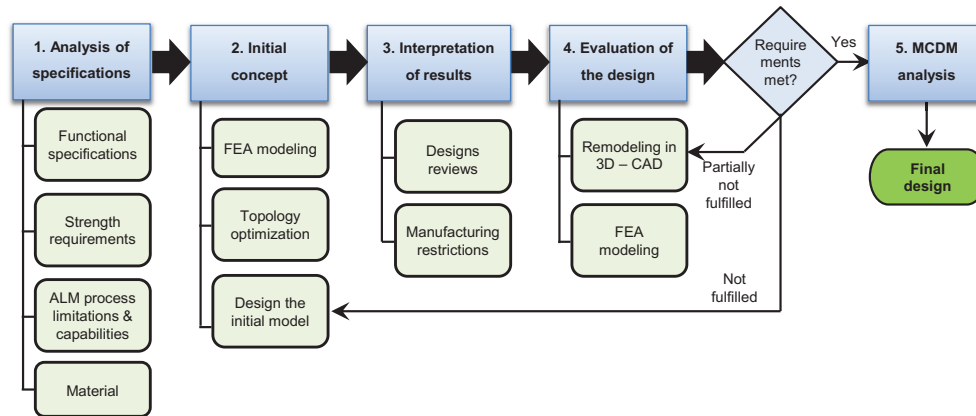 1. Analysis of
specifications
Functional
specifications
Strength
requirements
ALM process
limitations &
capabilities
Material
2. Initial
concept
FEA modeling
Topology
optimization
Design the
initial model
3. Interpretation
of results
Designs
reviews
Manufacturing
restrictions
4. Evaluation of
the design
Remodeling in
3D – CAD
FEA
modeling
Require
ments
met?
Yes
Partially
not
fulfilled
Not
fulfilled
5. MCDM
analysis
Final
design